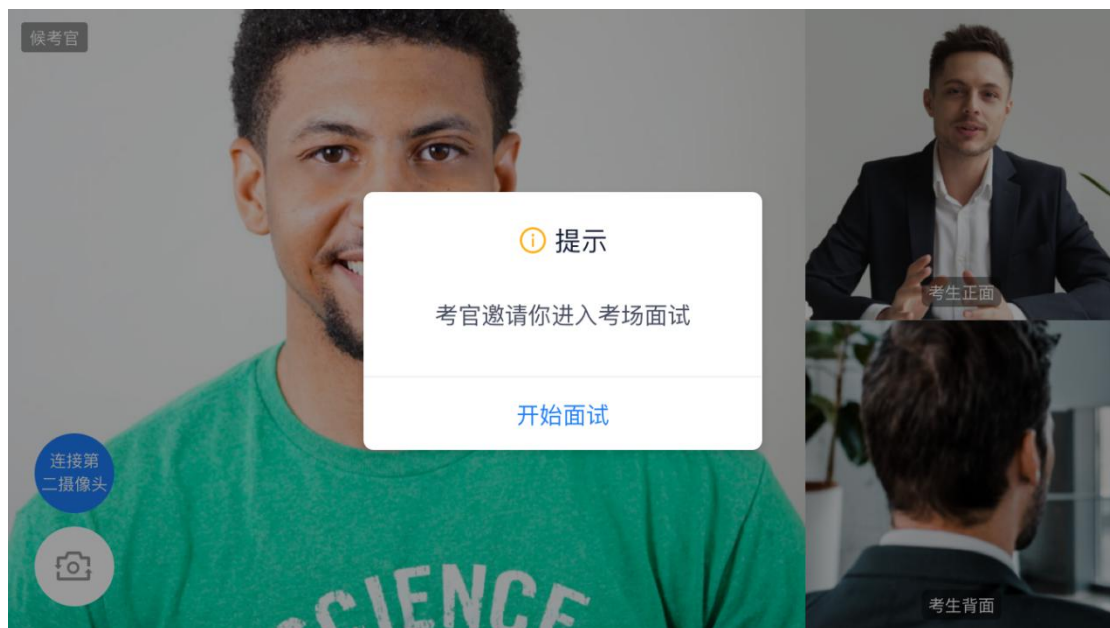 候考官
提示
考官邀请你进入考场面试
开始面试
考生正面
连接第
二摄像头
SCIENCE
考生背面